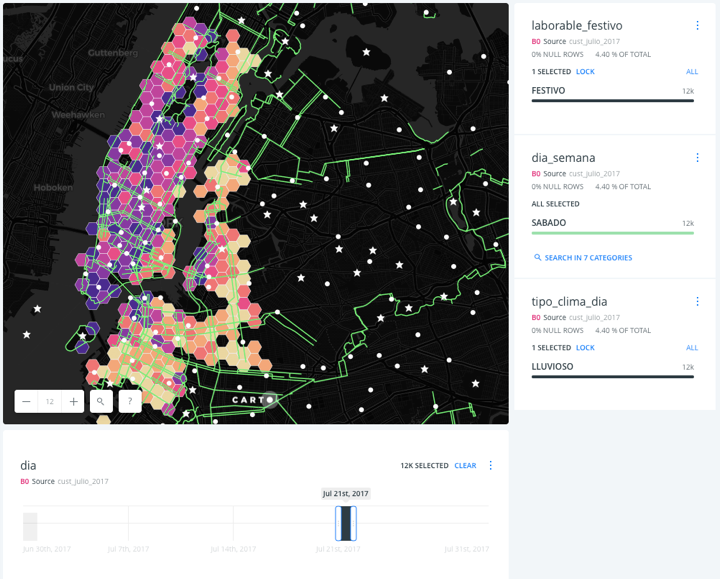 Guttenberg
ucus
Union City
Weehawken
Hoboken
12
?
CARTO
laborable_festivo
B0 Source cust_julio_2017
0% NULL ROWS 4.40 % OF TOTAL
1 SELECTED LOCK ALL
FESTIVO 12k
dia_semana
B0 Source cust_julio_2017
0% NULL ROWS 4.40 % OF TOTAL
ALL SELECTED
SABADO 12k
SEARCH IN 7 CATEGORIES
tipo_clima_dia
B0 Source cust_julio_2017
0% NULL ROWS 4.40 % OF TOTAL
1 SELECTED LOCK ALL
LLUVIOSO 12k
dia
12K SELECTED CLEAR
B0 Source cust_julio_2017
Jul 21st, 2017
Jun 30th, 2017 Jul 7th, 2017 Jul 14th, 2017 Jul 21st, 2017 Jul 31st, 2017